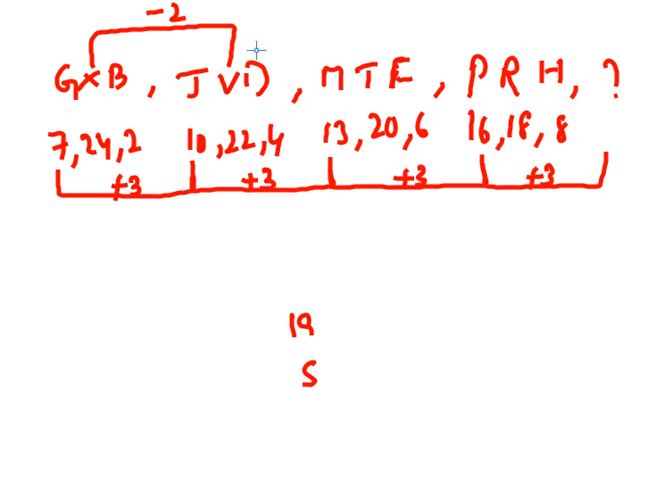 -2
GXB, JVD, MTE, PRH, ?
7,24,2 10,22,4 13,20,6 16,18,8
+3 +3 +3 +3
19
S